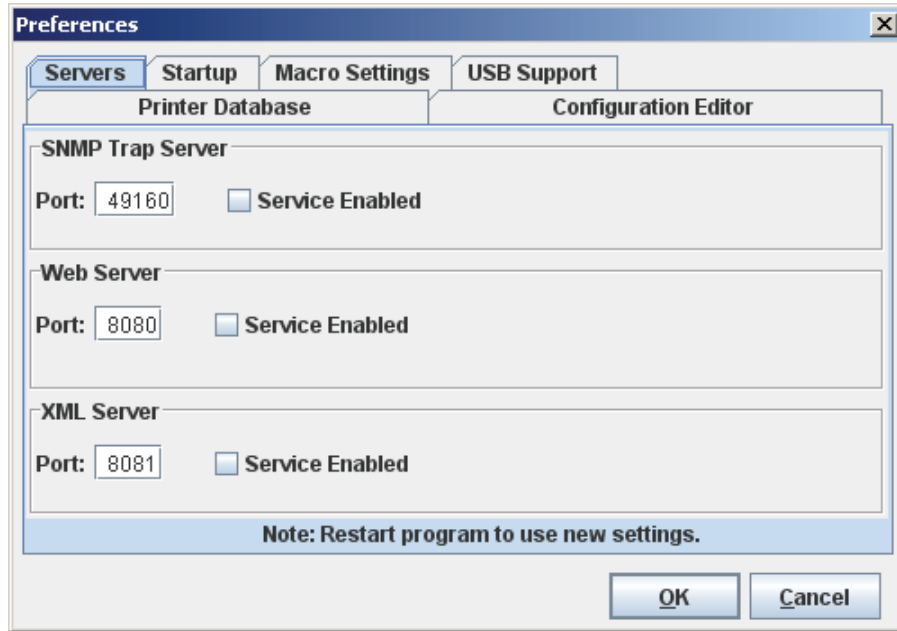 Preferences
Servers Startup Macro Settings USB Support
Printer Database Configuration Editor
SNMP Trap Server
Port: 49160 Service Enabled
Web Server
Port: 8080 Service Enabled
XML Server
Port: 8081 Service Enabled
Note: Restart program to use new settings.
OK Cancel